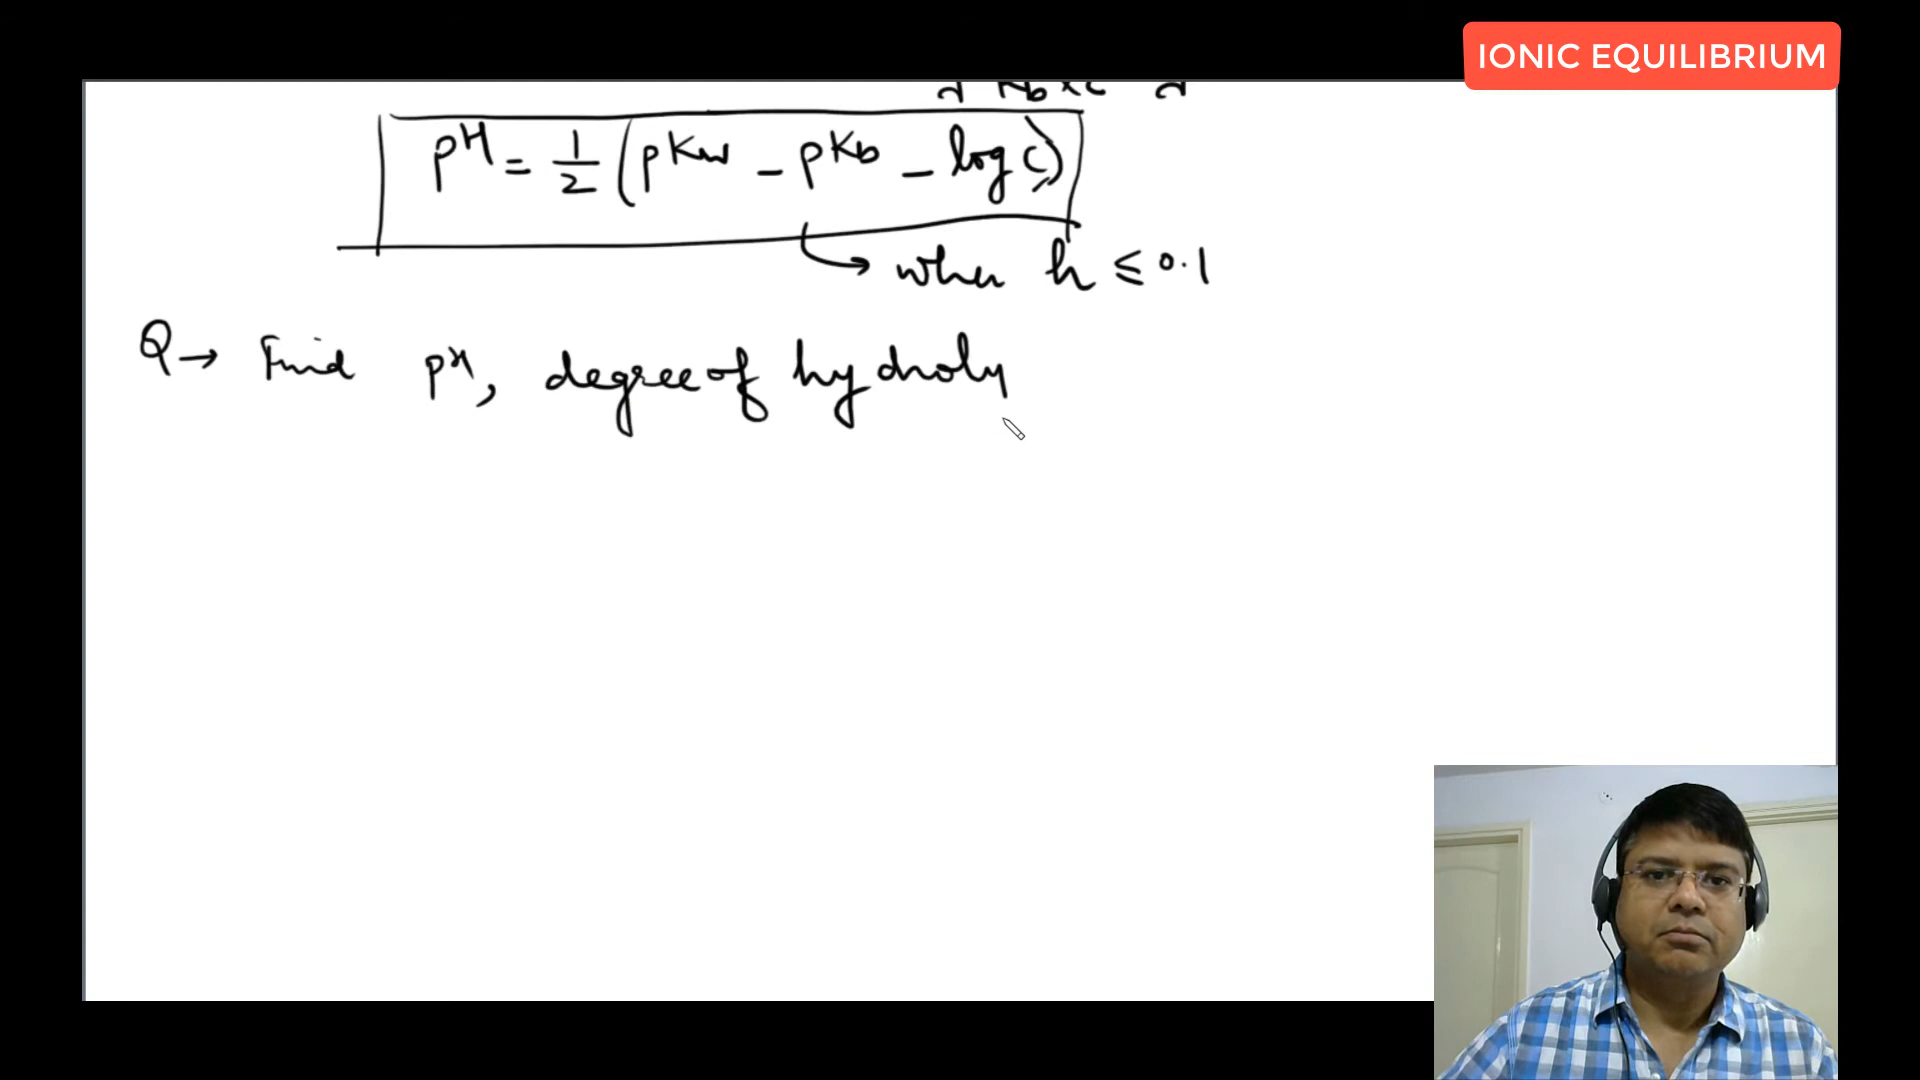 IONIC EQUILIBRIUM
pH = 1/2 (pKw - pKb - log C)
→ when h ≤ 0.1
Q → Find pH, degree of hydroly